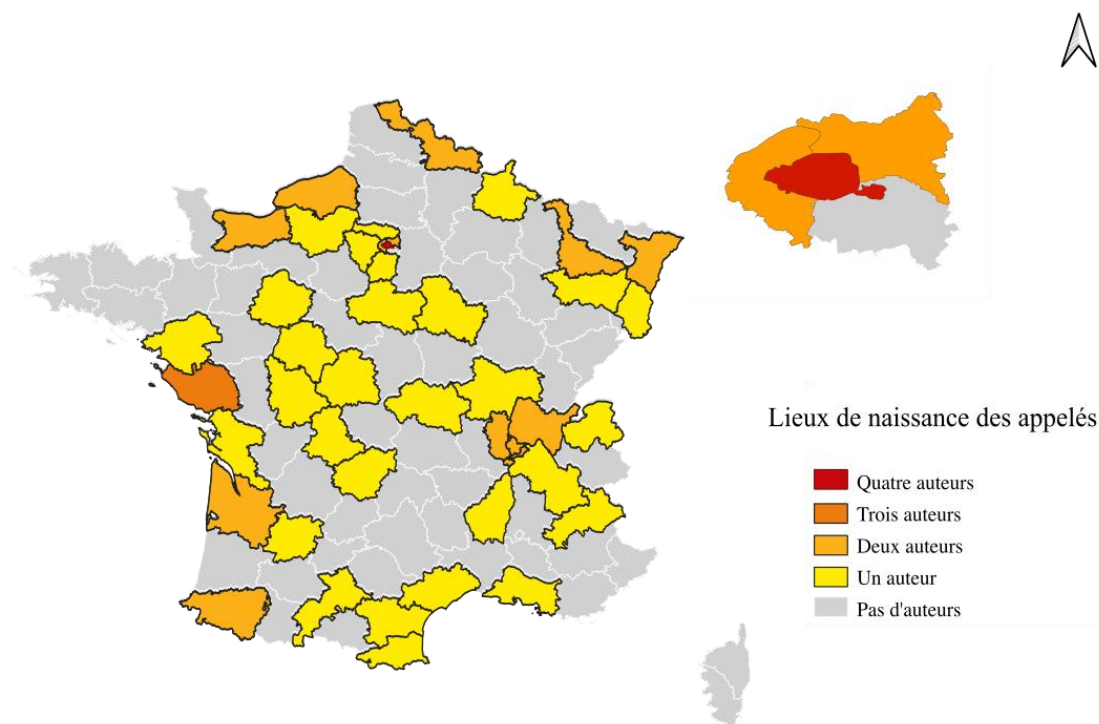 Lieux de naissance des appelés
Quatre auteurs
Trois auteurs
Deux auteurs
Un auteur
Pas d'auteurs